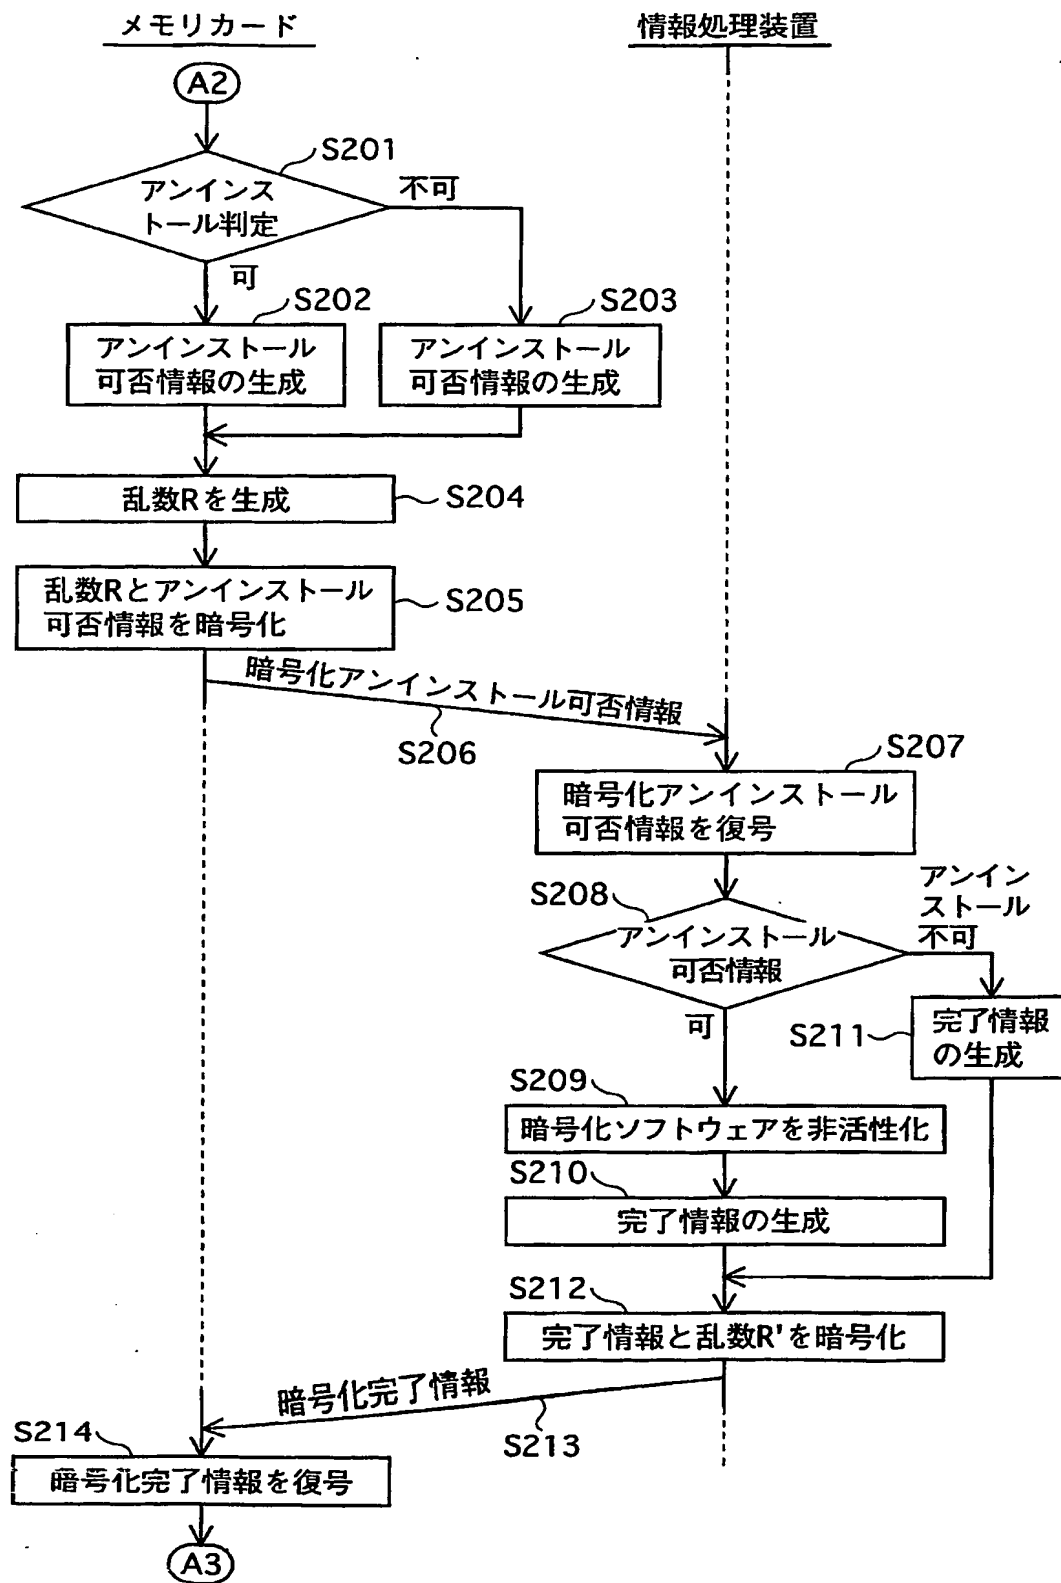 メモリカード
情報処理装置
A2
S201
アンインス
トール判定
不可
可
S202
アンインストール
可否情報の生成
S203
アンインストール
可否情報の生成
乱数Rを生成
S204
乱数Rとアンインストール
可否情報を暗号化
S205
暗号化アンインストール可否情報
S206
S207
暗号化アンインストール
可否情報を復号
S208
アンインストール
可否情報
アンイン
ストール
不可
可
S211
完了情報
の生成
S209
暗号化ソフトウェアを非活性化
S210
完了情報の生成
S212
完了情報と乱数R'を暗号化
暗号化完了情報
S213
S214
暗号化完了情報を復号
A3